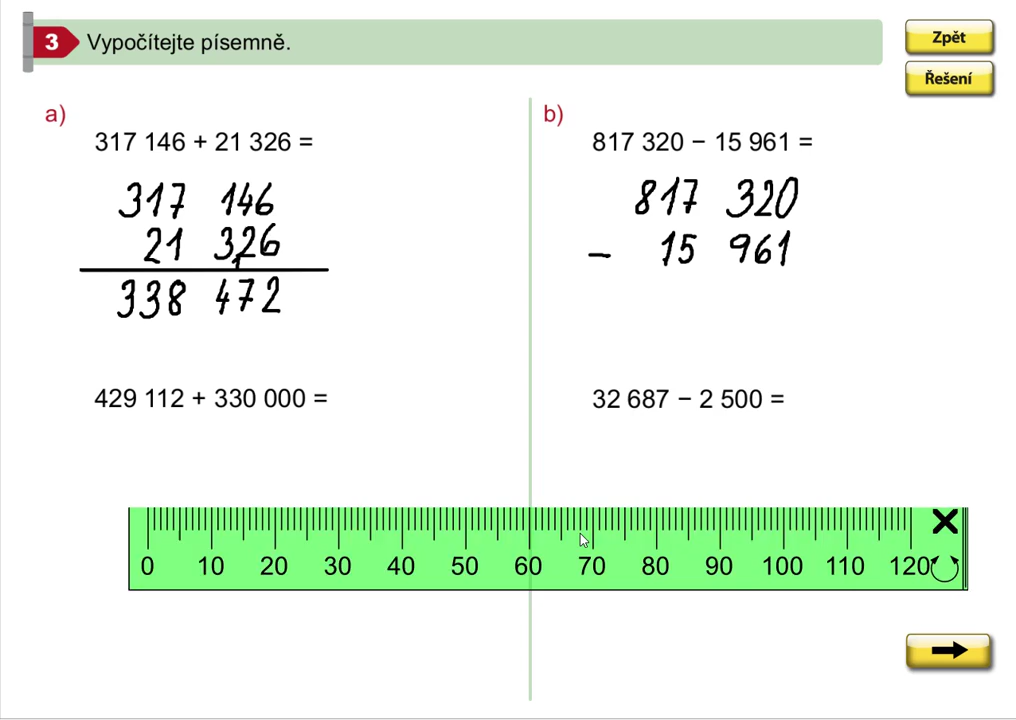 3 Vypočítejte písemně.
Zpět
Řešení
a)
317 146 + 21 326 =
317 146
21 326
338 472
429 112 + 330 000 =
b)
817 320 − 15 961 =
817 320
− 15 961
32 687 − 2 500 =
0 10 20 30 40 50 60 70 80 90 100 110 120